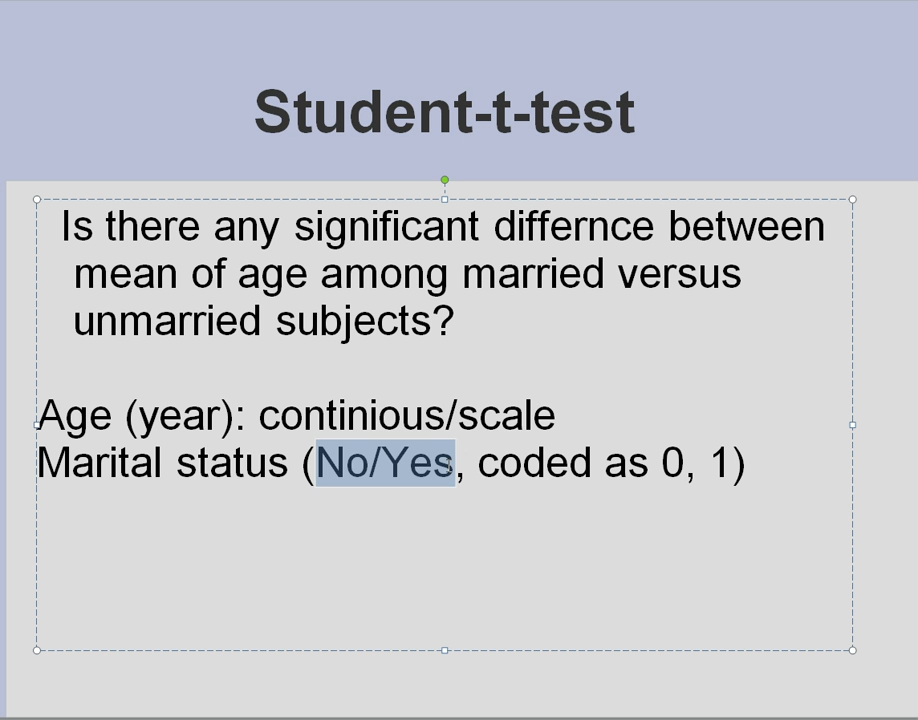 Student-t-test
Is there any significant differnce between
mean of age among married versus
unmarried subjects?
Age (year): continious/scale
Marital status (No/Yes, coded as 0, 1)